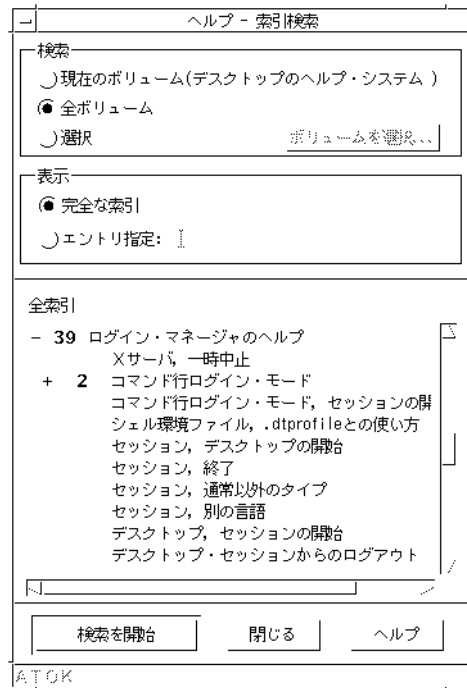 ヘルプ - 索引検索
検索
現在のボリューム(デスクトップのヘルプ・システム )
全ボリューム
選択
ボリュームを選択...
表示
完全な索引
エントリ指定:
全索引
- 39 ログイン・マネージャのヘルプ
Xサーバ, 一時中止
+ 2 コマンド行ログイン・モード
コマンド行ログイン・モード, セッションの開
シェル環境ファイル, .dtprofileとの使い方
セッション, デスクトップの開始
セッション, 終了
セッション, 通常以外のタイプ
セッション, 別の言語
デスクトップ, セッションの開始
デスクトップ・セッションからのログアウト
検索を開始 閉じる ヘルプ
ATOK